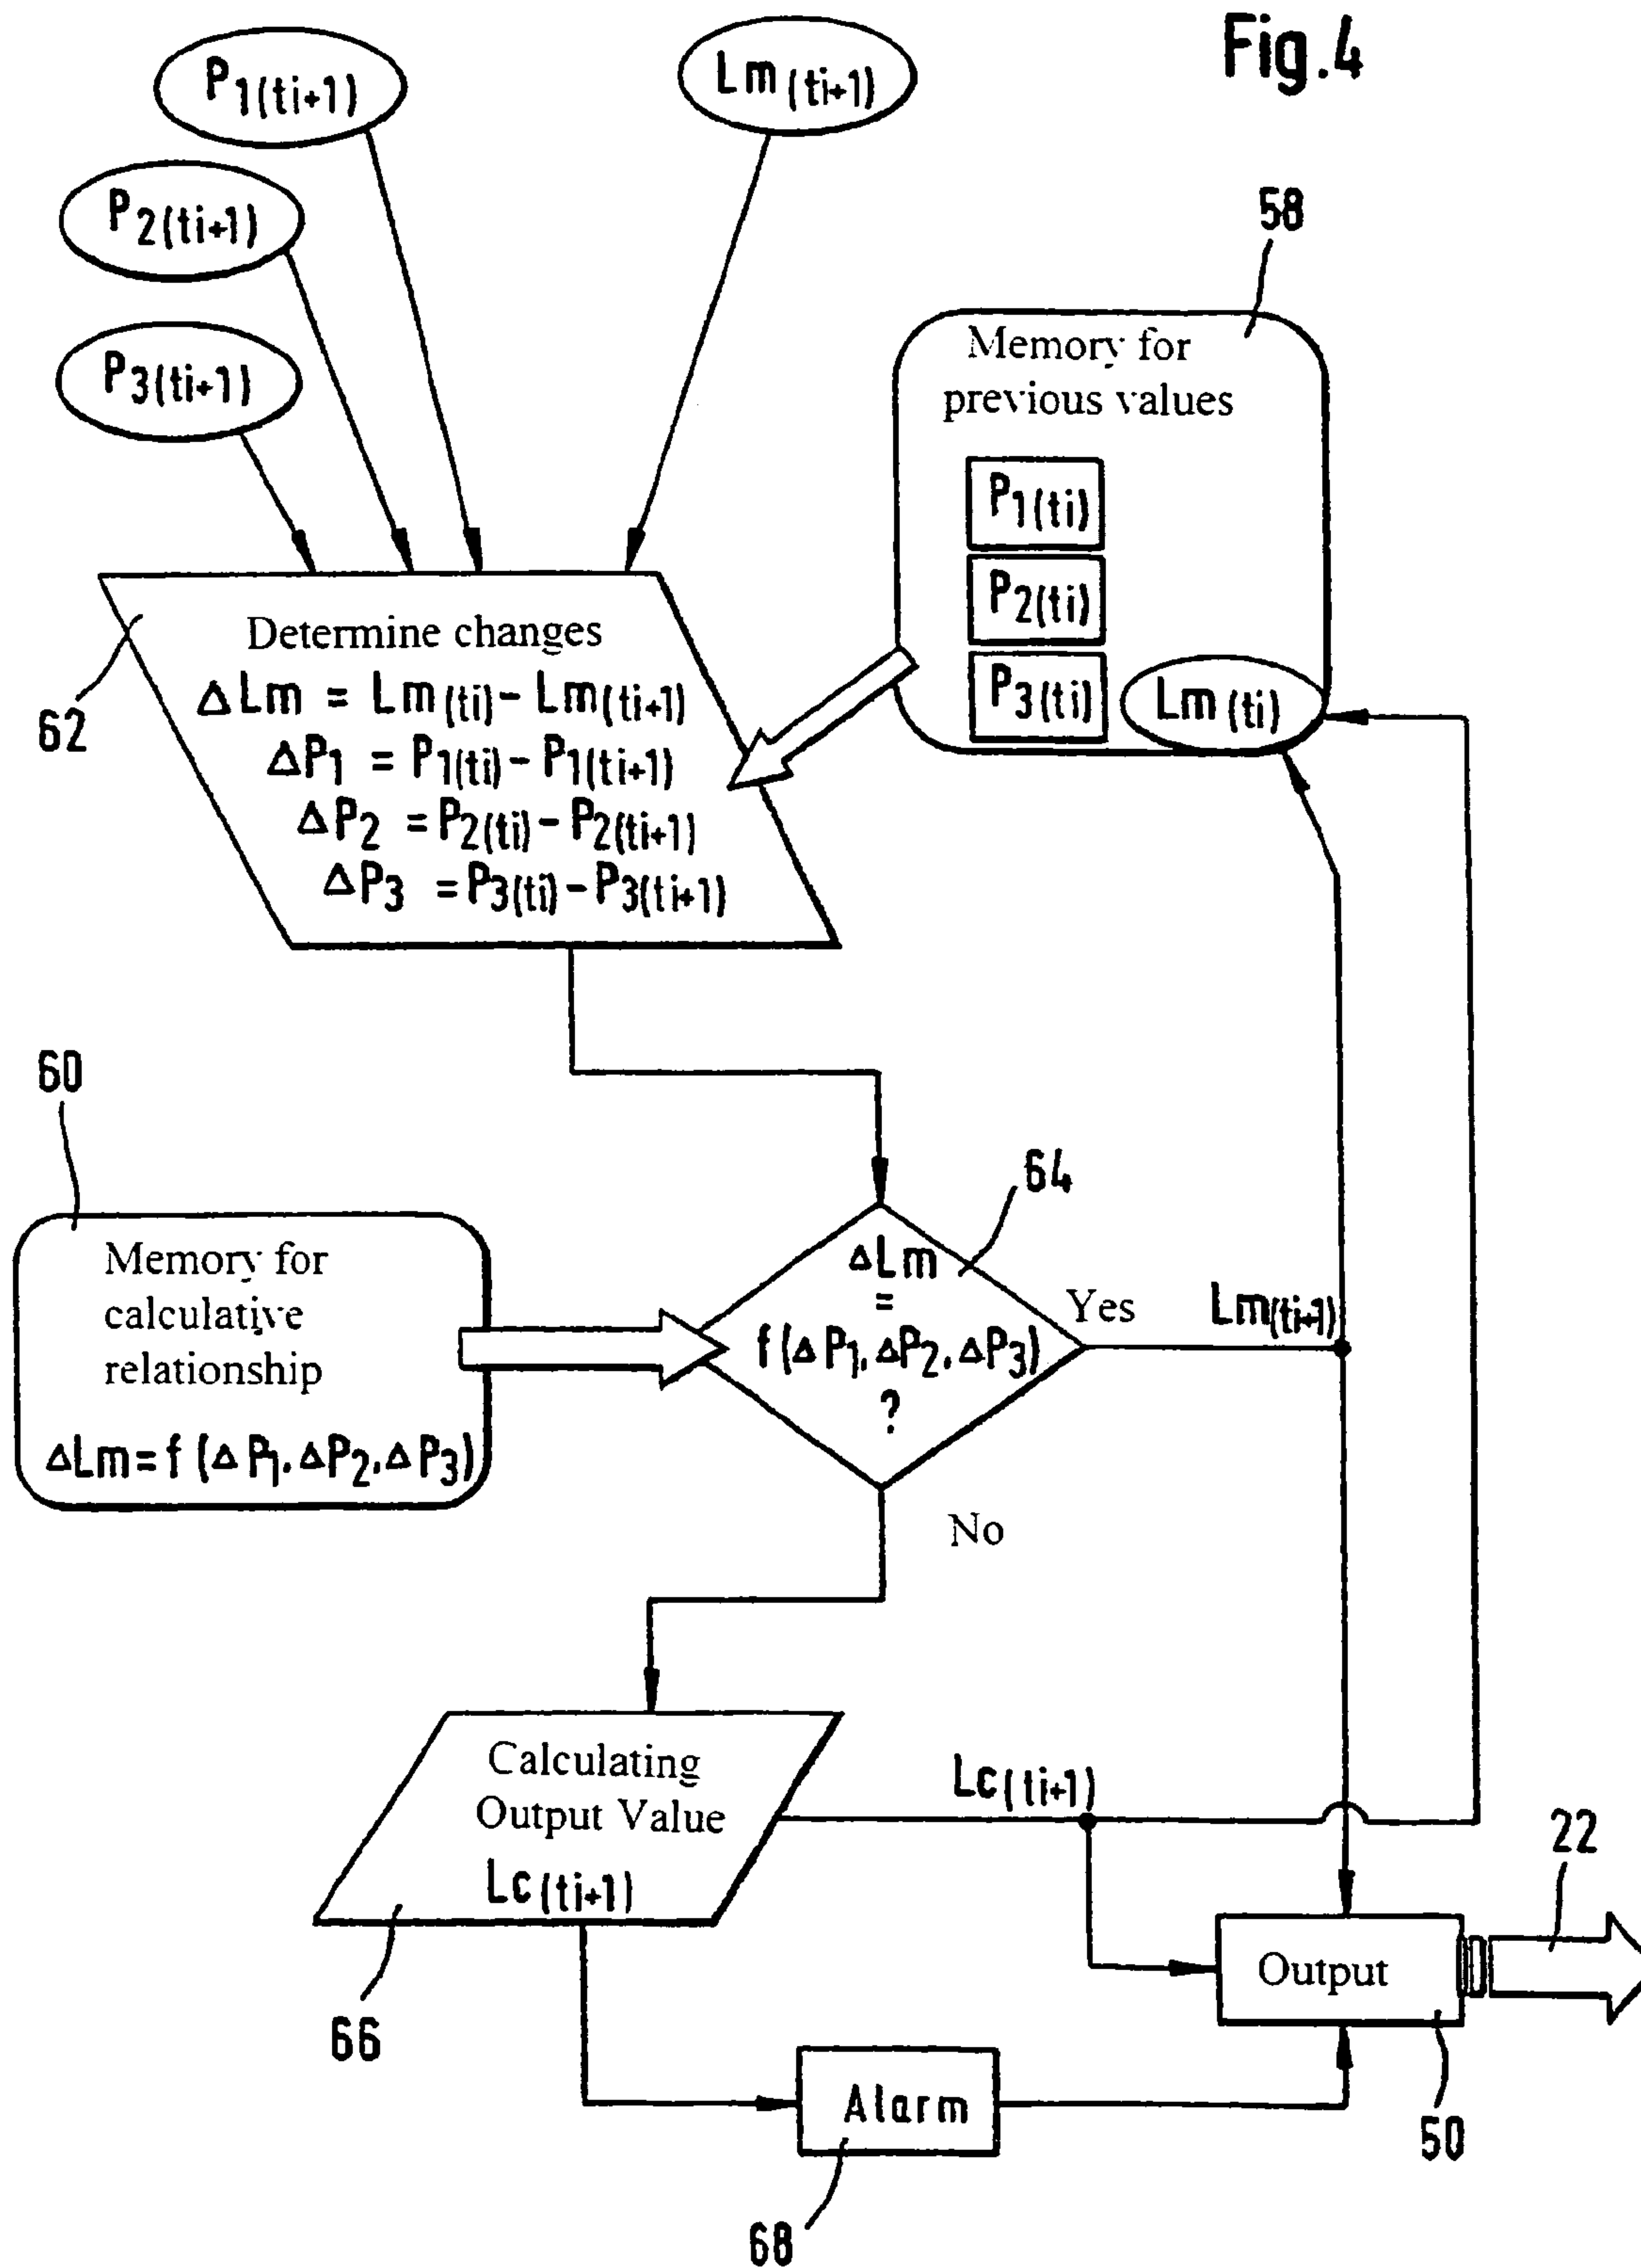 Fig.4
P1(ti+1)
Lm(ti+1)
P2(ti+1)
P3(ti+1)
58
Memory for
previous values
P1(ti)
P2(ti)
P3(ti)
Lm(ti)
62
Determine changes
ΔLm = Lm(ti)-Lm(ti+1)
ΔP1 = P1(ti)-P1(ti+1)
ΔP2 =P2(ti)-P2(ti+1)
ΔP3 =P3(ti)-P3(ti+1)
60
Memory for
calculative
relationship
ΔLm=f(ΔP1,ΔP2,ΔP3)
64
ΔLm
=
f(ΔP1,ΔP2,ΔP3)
?
Yes
Lm(ti+1)
No
Calculating
Output Value
Lc(ti+1)
66
Lc(ti+1)
22
Output
50
Alarm
68